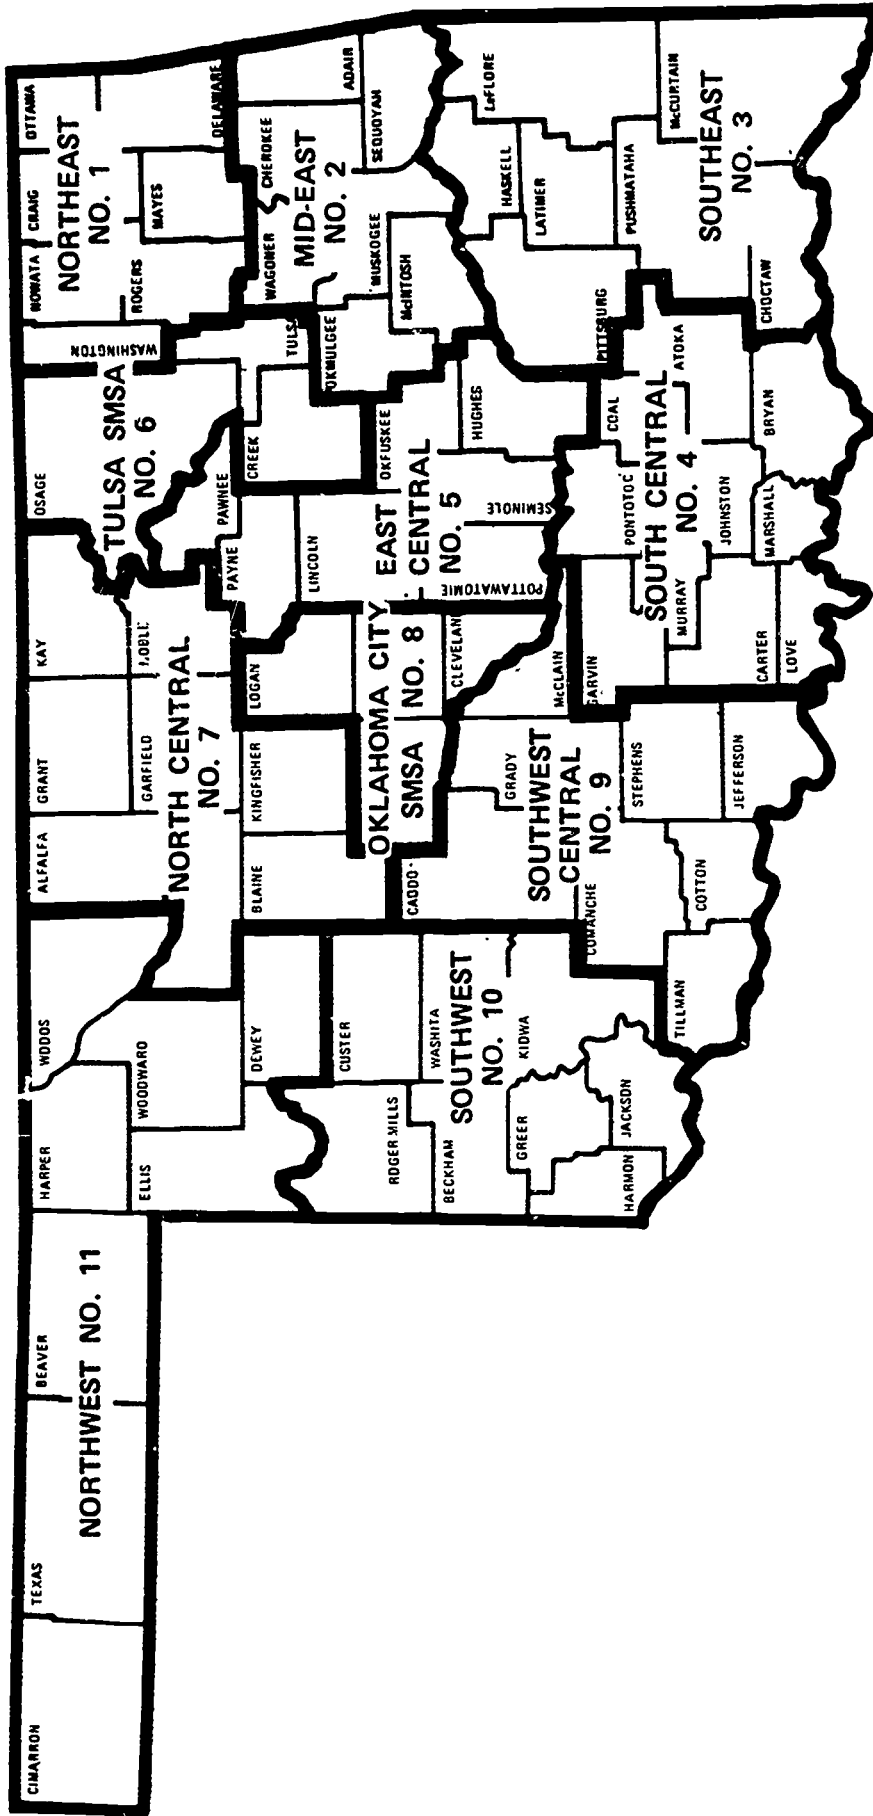 CIMARRON
TEXAS
BEAVER
NORTHWEST NO. 11
HARPER
WODOS
ELLIS
WOODWARD
DEWEY
ALFALFA
GRANT
KAY
GARFIELD
NORTH CENTRAL
NO. 7
BLAINE
KINGFISHER
LOGAN
PAYNE
OSAGE
TULSA SMSA
NO. 6
PAWNEE
WASHINGTON
CREEK
TULS
NOWATA
CRAIG
OTTAWA
NORTHEAST
NO. 1
ROGERS
MAYES
DELAWARE
WAGONER
CHEROKEE
ADAIR
MID-EAST
NO. 2
SEQUOYAH
OKMULGEE
MUSKOGEE
McINTOSH
LINCOLN
OKFUSKEE
EAST
CENTRAL
NO. 5
HUGHES
POTTAWATOMIE
SEMINOLE
OKLAHOMA CITY
SMSA NO. 8
CLEVELAND
McCLAIN
ROGER MILLS
CUSTER
BECKHAM
WASHITA
SOUTHWEST
NO. 10
GREER
KIDWA
HARMON
JACKSDN
CADDO
GRADY
SOUTHWEST
CENTRAL
NO. 9
COMANCHE
STEPHENS
TILLMAN
COTTON
JEFFERSON
GARVIN
PONTOTOC
COAL
SOUTH CENTRAL
NO. 4
MURRAY
JOHNSTON
ATOKA
CARTER
LOVE
MARSHALL
BRYAN
HASKELL
LeFLORE
LATIMER
PITTSBURG
PUSHMATAHA
McCURTAIN
SOUTHEAST
NO. 3
CHOCTAW